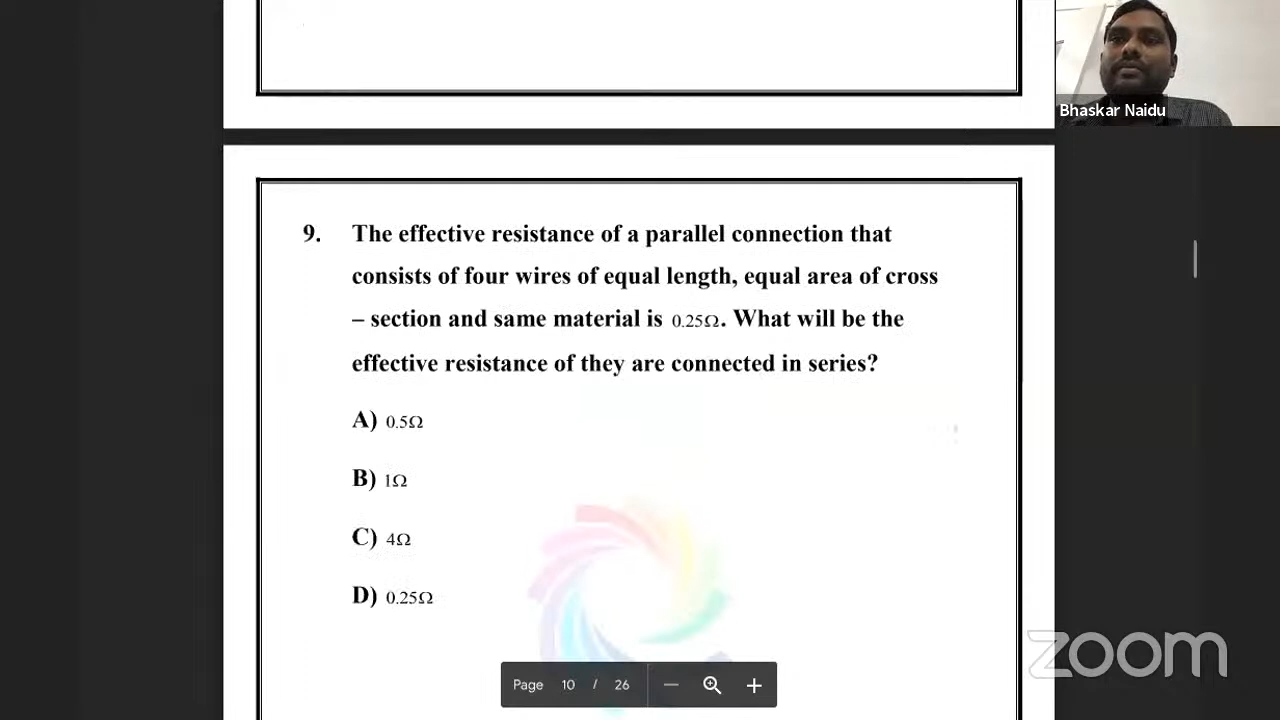 Bhaskar Naidu
9. The effective resistance of a parallel connection that
consists of four wires of equal length, equal area of cross
– section and same material is 0.25Ω. What will be the
effective resistance of they are connected in series?
A) 0.5Ω
B) 1Ω
C) 4Ω
D) 0.25Ω
Page 10 / 26
zoom